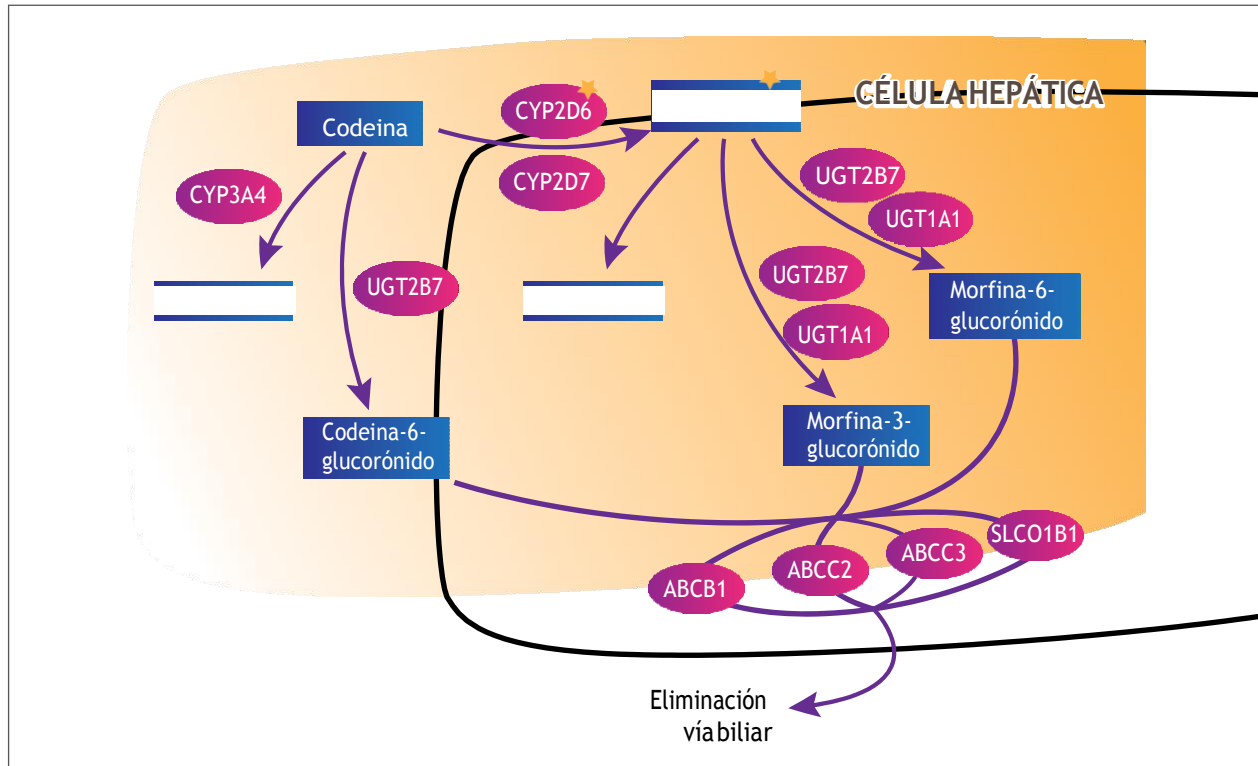 CÉLULA HEPÁTICA
CYP2D6
Codeina
CYP2D7
UGT2B7
CYP3A4
UGT1A1
UGT2B7
UGT2B7
Morfina-6-
glucorónido
UGT1A1
Codeina-6-
glucorónido
Morfina-3-
glucorónido
SLCO1B1
ABCC3
ABCC2
ABCB1
Eliminación
vía biliar